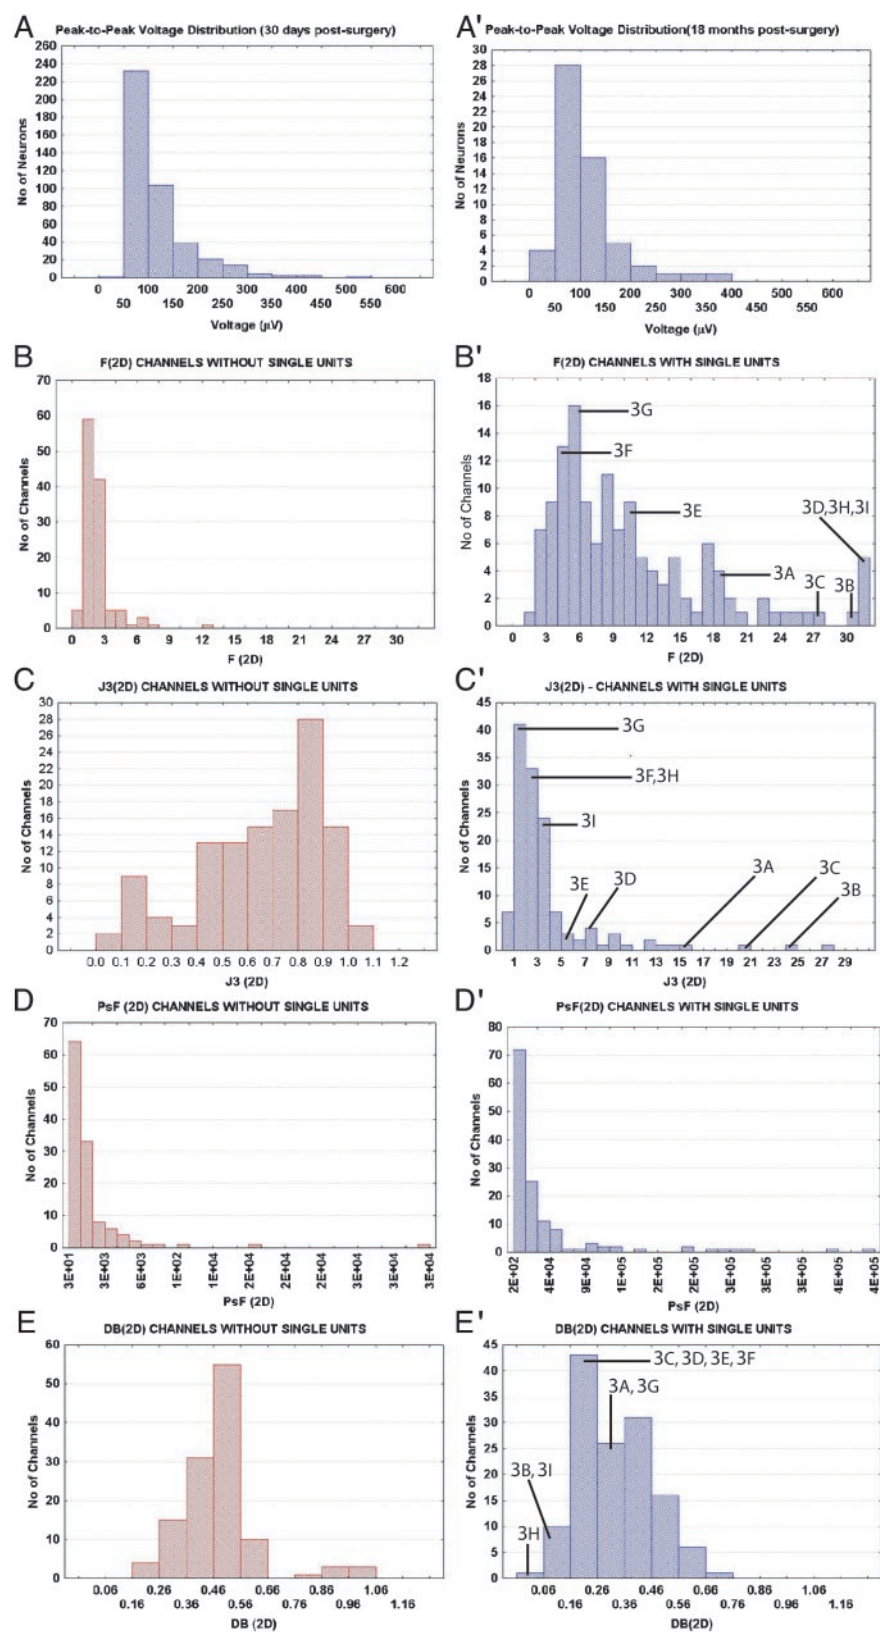 A
Peak-to-Peak Voltage Distribution (30 days post-surgery)
260
240
220
200
180
160
140
120
100
80
60
40
20
0
No of Neurons
0 100 200 300 400 500 600
50 150 250 350 450 550
Voltage (µV)
A'
Peak-to-Peak Voltage Distribution(18 months post-surgery)
30
28
26
24
22
20
18
16
14
12
10
8
6
4
2
0
No of Neurons
0 100 200 300 400 500 600
50 150 250 350 450 550
Voltage (µV)
B
F(2D) CHANNELS WITHOUT SINGLE UNITS
70
60
50
40
30
20
10
0
No of Channels
0 3 6 9 12 15 18 21 24 27 30
F (2D)
B'
F(2D) CHANNELS WITH SINGLE UNITS
18
16
14
12
10
8
6
4
2
0
No of Channels
3G
3F
3E
3D,3H,3I
3A
3C
3B
0 3 6 9 12 15 18 21 24 27 30
F (2D)
C
J3(2D) CHANNELS WITHOUT SINGLE UNITS
30
28
26
24
22
20
18
16
14
12
10
8
6
4
2
0
No of Channels
0.0 0.1 0.2 0.3 0.4 0.5 0.6 0.7 0.8 0.9 1.0 1.1 1.2
J3 (2D)
C'
J3(2D) - CHANNELS WITH SINGLE UNITS
45
40
35
30
25
20
15
10
5
0
No of Channels
3G
3F,3H
3I
3E
3D
3A
3C
3B
1 3 5 7 9 11 13 15 17 19 21 23 25 27 29
J3 (2D)
D
PsF (2D) CHANNELS WITHOUT SINGLE UNITS
70
60
50
40
30
20
10
0
No of Channels
3E+01 3E+03 6E+03 1E+02 2E+04 2E+04 2E+04 2E+04 3E+04 3E+04
PsF (2D)
D'
PsF(2D) CHANNELS WITH SINGLE UNITS
80
70
60
50
40
30
20
10
0
No of Channels
2E+02 4E+04 9E+04 1E+05 2E+05 2E+05 3E+05 3E+05 3E+05 4E+05 4E+05
PsF (2D)
E
DB(2D) CHANNELS WITHOUT SINGLE UNITS
60
50
40
30
20
10
0
No of Channels
0.06 0.26 0.46 0.66 0.86 1.06
0.16 0.36 0.56 0.76 0.96 1.16
DB (2D)
E'
DB(2D) CHANNELS WITH SINGLE UNITS
45
40
35
30
25
20
15
10
5
0
No of Channels
3C, 3D, 3E, 3F
3A, 3G
3B, 3I
3H
0.06 0.26 0.46 0.66 0.86 1.06
0.16 0.36 0.56 0.76 0.96 1.16
DB(2D)